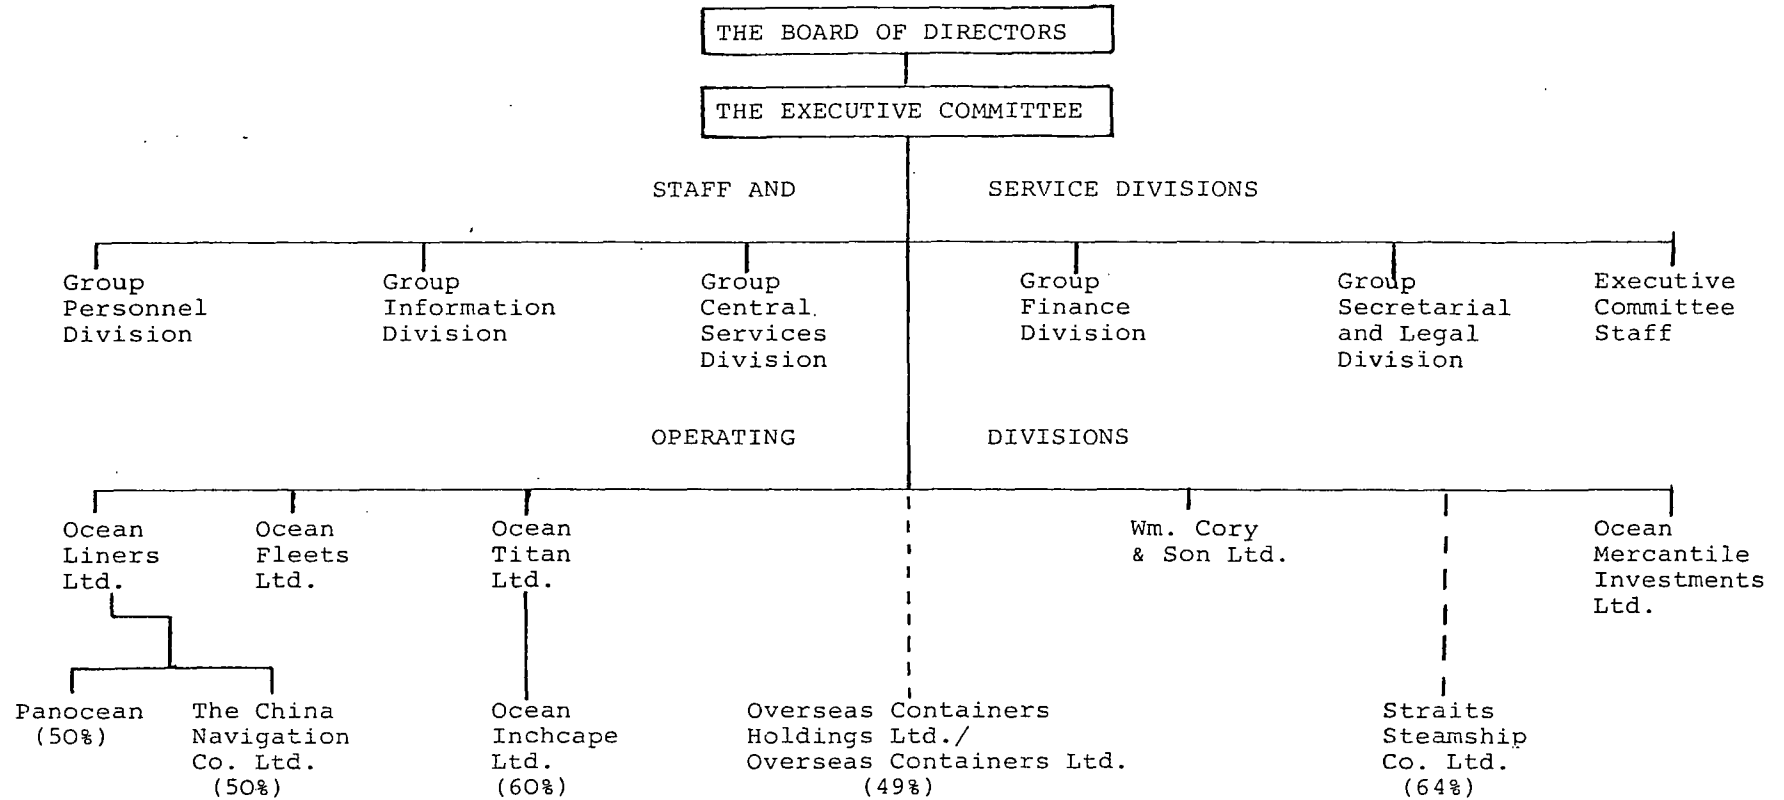 THE BOARD OF DIRECTORS
THE EXECUTIVE COMMITTEE
STAFF AND SERVICE DIVISIONS
Group
Personnel
Division
Group
Information
Division
Group
Central
Services
Division
Group
Finance
Division
Group
Secretarial
and Legal
Division
Executive
Committee
Staff
OPERATING DIVISIONS
Ocean
Liners
Ltd.
Ocean
Fleets
Ltd.
Ocean
Titan
Ltd.
Wm. Cory
& Son Ltd.
Ocean
Mercantile
Investments
Ltd.
Panocean
(50%)
The China
Navigation
Co. Ltd.
(50%)
Ocean
Inchcape
Ltd.
(60%)
Overseas Containers
Holdings Ltd./
Overseas Containers Ltd.
(49%)
Straits
Steamship
Co. Ltd.
(64%)